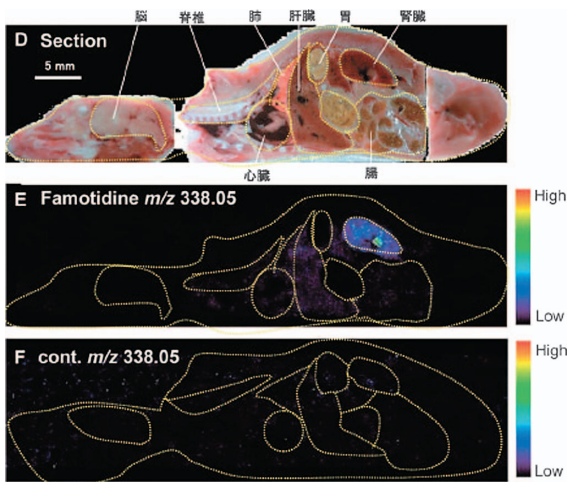 脳 脊椎 肺 肝臓 胃 腎臓
D Section
5 mm
心臓 腸
E Famotidine m/z 338.05
High
Low
F cont. m/z 338.05
High
Low